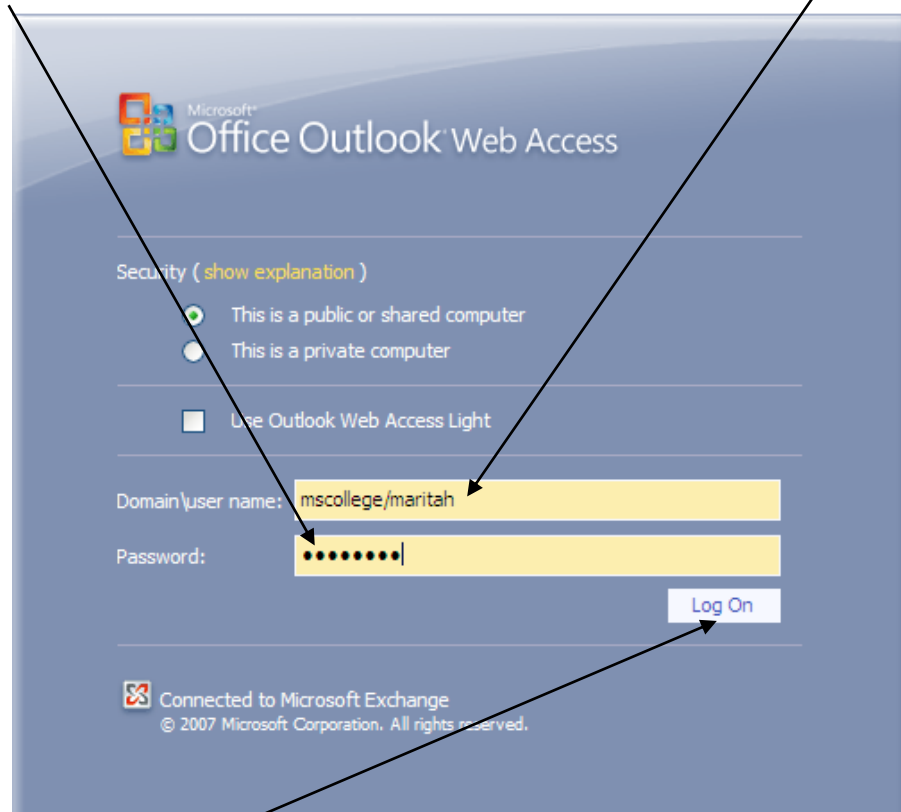 Microsoft®
Office Outlook® Web Access
Security ( show explanation )
This is a public or shared computer
This is a private computer
Use Outlook Web Access Light
Domain\user name: mscollege/maritah
Password: ••••••••
Log On
Connected to Microsoft Exchange
© 2007 Microsoft Corporation. All rights reserved.